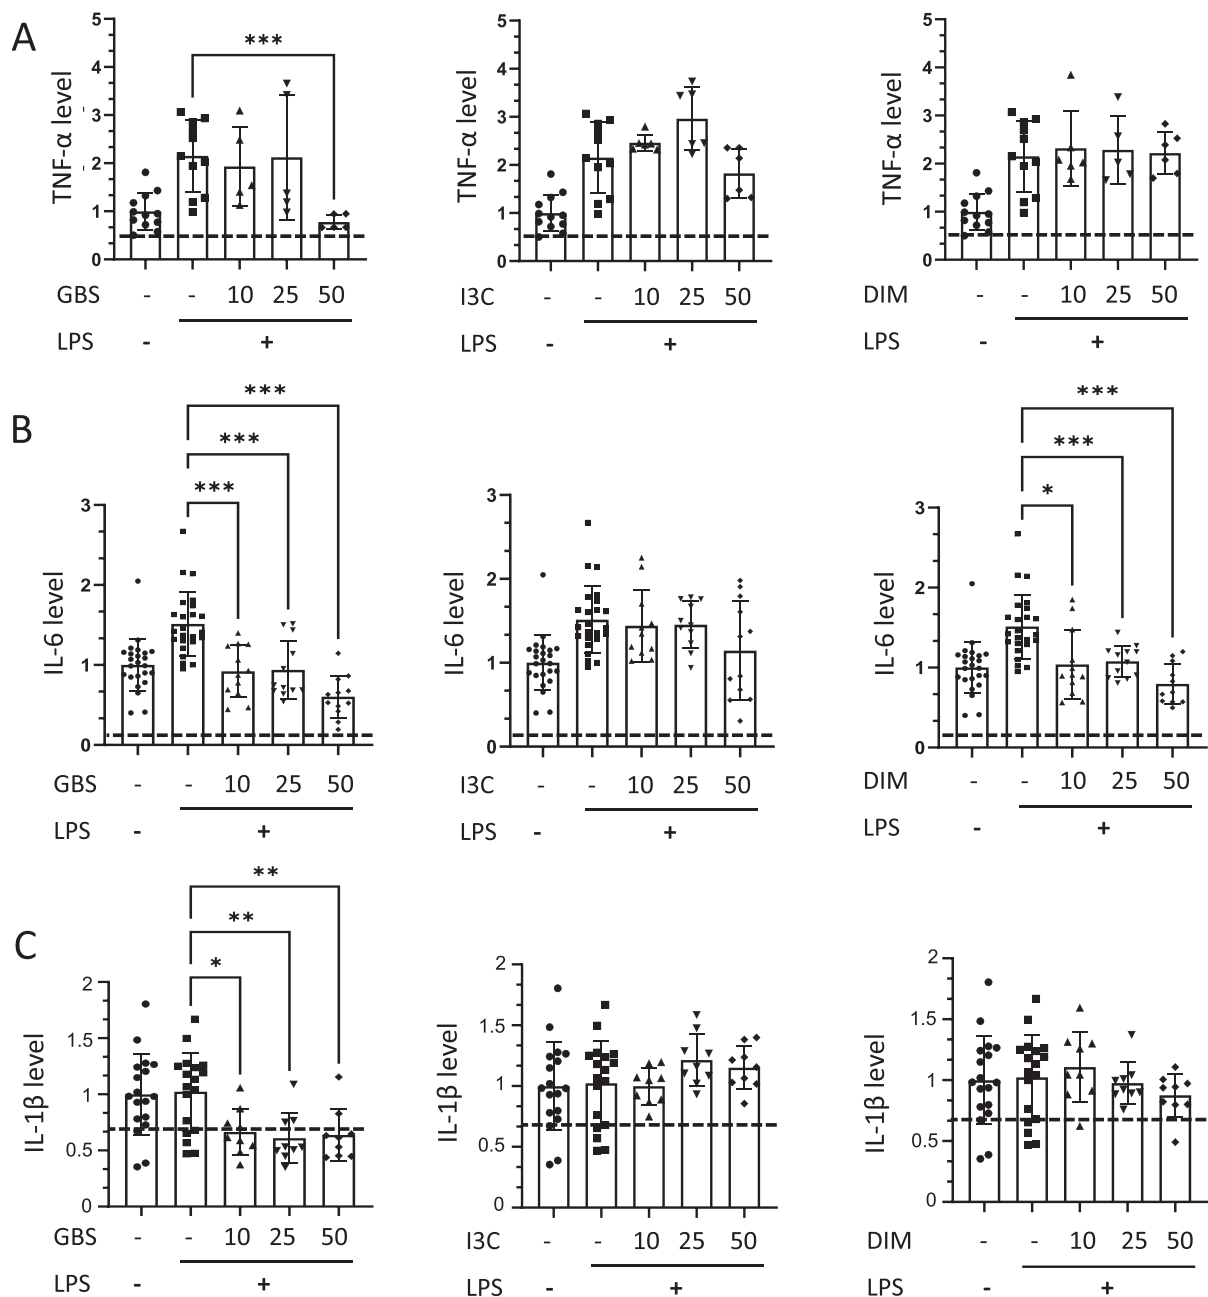 A
TNF-α level
5
4
3
2
1
0
***
GBS - - 10 25 50
LPS - +
TNF-α level
5
4
3
2
1
0
I3C - - 10 25 50
LPS - +
TNF-α level
5
4
3
2
1
0
DIM - - 10 25 50
LPS - +
B
IL-6 level
3
2
1
0
***
***
***
GBS - - 10 25 50
LPS - +
IL-6 level
3
2
1
0
I3C - - 10 25 50
LPS - +
IL-6 level
3
2
1
0
***
***
*
DIM - - 10 25 50
LPS - +
C
IL-1β level
2
1.5
1
0.5
0
**
**
*
GBS - - 10 25 50
LPS - +
IL-1β level
2
1.5
1
0.5
0
I3C - - 10 25 50
LPS - +
IL-1β level
2
1.5
1
0.5
0
DIM - - 10 25 50
LPS - +